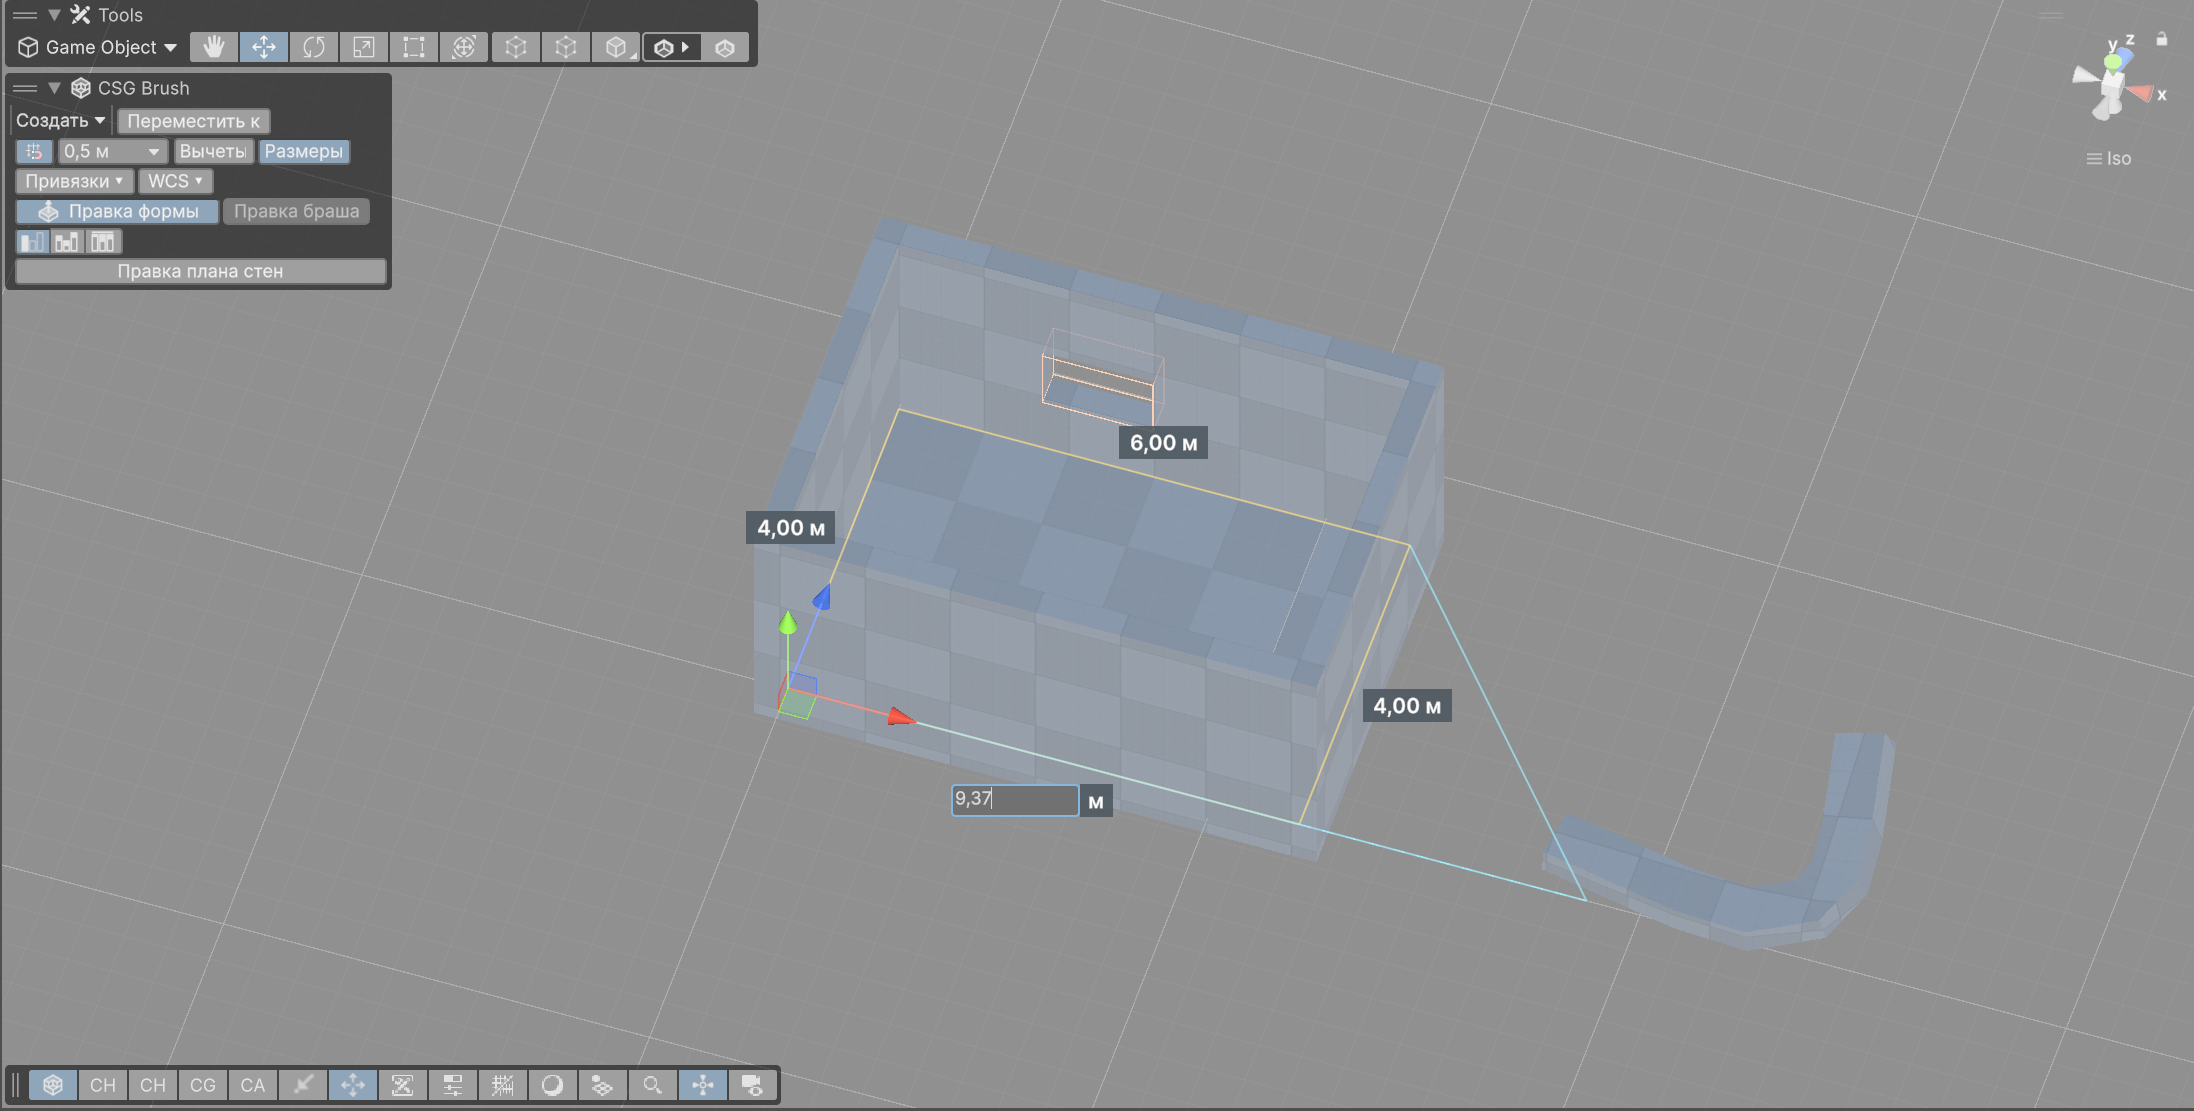 Tools
Game Object
CSG Brush
Создать Переместить к
0,5 м Вычеты Размеры
Привязки WCS
Правка формы Правка браша
Правка плана стен
y z
x
Iso
6,00 м
4,00 м
4,00 м
9,37 м
CH CH CG CA